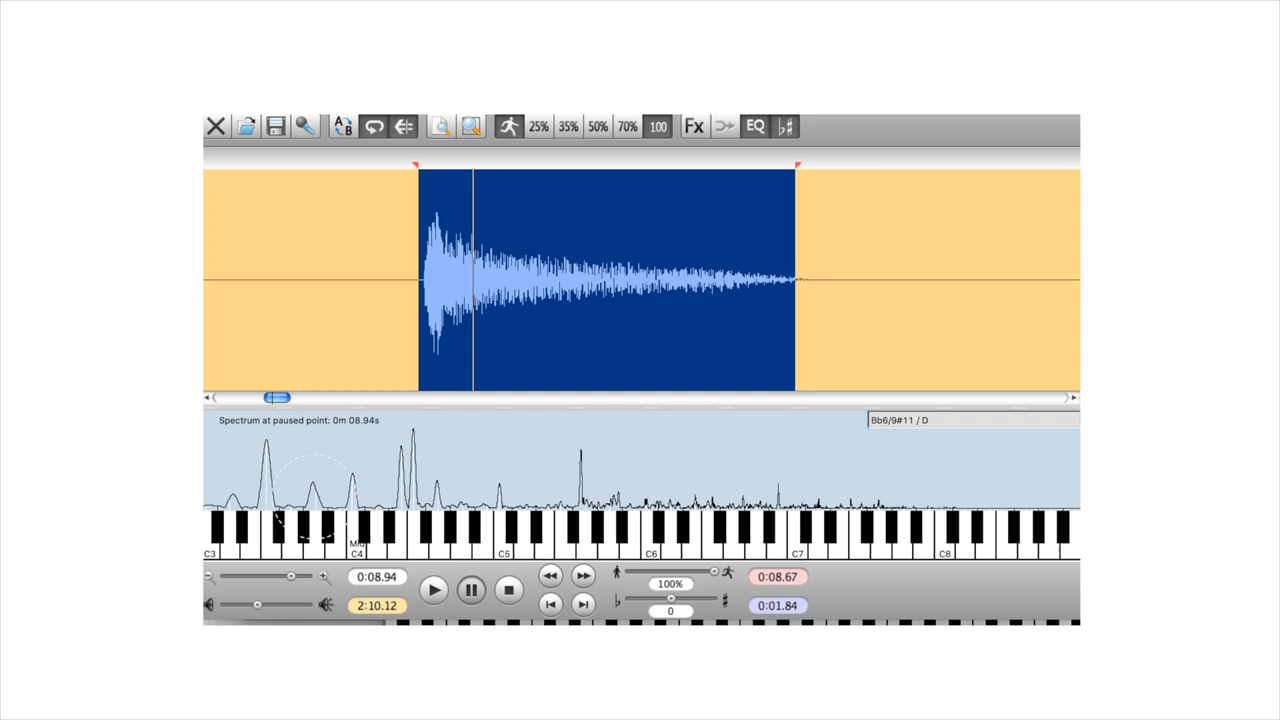 A B 25% 35% 50% 70% 100 Fx EQ ♭♯
Spectrum at paused point: 0m 08.94s
Bb6/9#11 / D
C3 C4 C5 C6 C7 C8
0:08.94
2:10.12
100%
♭ 0 ♯
0:08.67
0:01.84